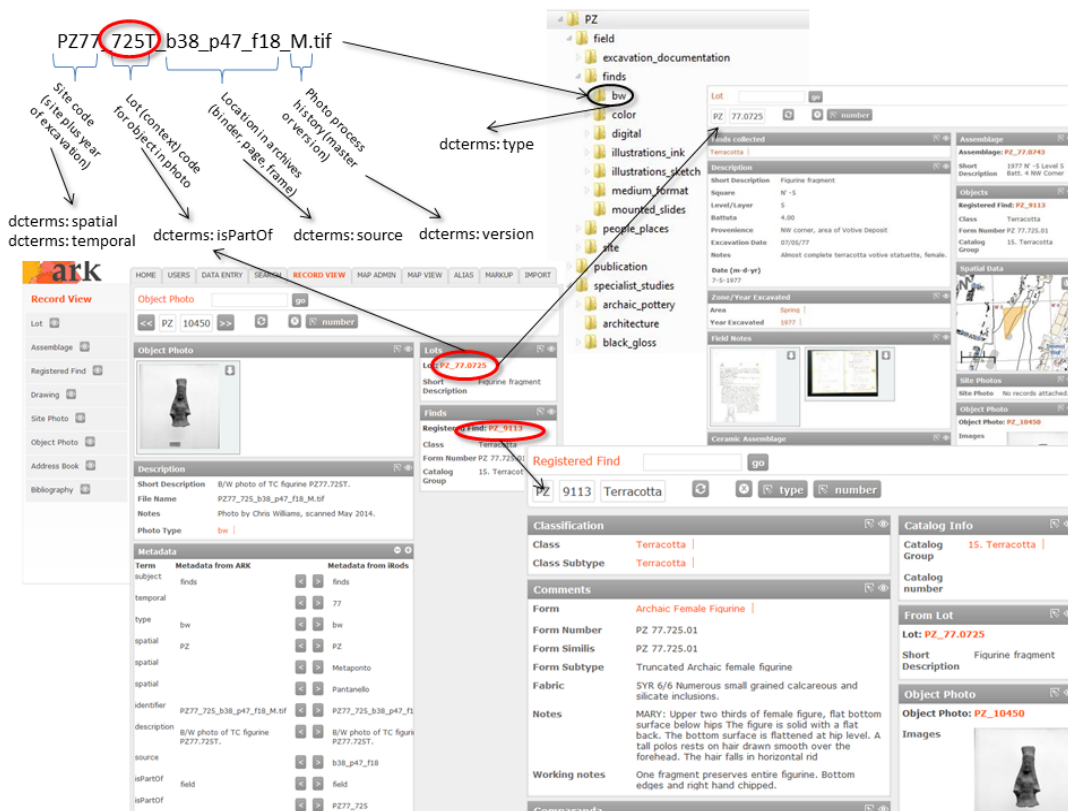 PZ77_725T_b38_p47_f18_M.tif
Site code
(site plus year
of excavation)
Lot (context) code
for object in photo
Location in archives
(binder, page, frame)
Photo process
history (master
or version)
dcterms: spatial
dcterms: temporal
dcterms: isPartOf
dcterms: source
dcterms: version
dcterms: type
PZ
field
excavation_documentation
finds
bw
color
digital
illustrations_ink
illustrations_sketch
medium_format
mounted_slides
people_places
site
publication
specialist_studies
archaic_pottery
architecture
black_gloss
Lot
go
PZ 77.0725
number
Finds collected
Terracotta
Description
Short Description Figurine fragment
Square N' -5
Level/Layer 5
Battuta 4.00
Provenience NW corner, area of Votive Deposit
Excavation Date 07/05/77
Notes Almost complete terracotta votive statuette, female.
Date (m-d-yr)
7-5-1977
Zone/Year Excavated
Area Spring
Year Excavated 1977
Field Notes
Ceramic Assemblage
Assemblage
Assemblage: PZ_77.0743
Short 1977 N' -5 Level 5
Description Batt. 4 NW Corner
Objects
Registered Find: PZ_9113
Class Terracotta
Form Number PZ 77.725.01
Catalog 15. Terracotta
Group
Spatial Data
Site Photos
Site Photo No records attached.
Object Photo
Object Photo: PZ_10450
Images
ark
HOME USERS DATA ENTRY SEARCH RECORD VIEW MAP ADMIN MAP VIEW ALIAS MARKUP IMPORT
Record View
Lot
Assemblage
Registered Find
Drawing
Site Photo
Object Photo
Address Book
Bibliography
Object Photo
go
<< PZ 10450 >> number
Object Photo
Description
Short Description B/W photo of TC figurine PZ77.725T.
File Name PZ77_725_b38_p47_f18_M.tif
Notes Photo by Chris Williams, scanned May 2014.
Photo Type bw
Metadata
Term Metadata from ARK Metadata from iRods
subject finds < > finds
temporal < > 77
type bw < > bw
spatial PZ < > PZ
spatial < > Metaponto
spatial < > Pantanello
identifier PZ77_725_b38_p47_f18_M.tif < > PZ77_725_b38_p47_f1
description B/W photo of TC figurine < > B/W photo of TC figuri
PZ77.725T. PZ77.725T.
source < > b38_p47_f18
isPartOf field < > field
isPartOf < > PZ77_725
Lots
Lot: PZ_77.0725
Short Figurine fragment
Description
Finds
Registered Find: PZ_9113
Class Terracotta
Form Number PZ 77.725.01
Catalog 15. Terracot
Group
Registered Find
go
PZ 9113 Terracotta type number
Classification
Class Terracotta
Class Subtype Terracotta
Comments
Form Archaic Female Figurine
Form Number PZ 77.725.01
Form Similis PZ 77.725.01
Form Subtype Truncated Archaic female figurine
Fabric 5YR 6/6 Numerous small grained calcareous and
silicate inclusions.
Notes MARY: Upper two thirds of female figure, flat bottom
surface below hips The figure is solid with a flat
back. The bottom surface is flattened at hip level. A
tall polos rests on hair drawn smooth over the
forehead. The hair falls in horizontal rid
Working notes One fragment preserves entire figurine. Bottom
edges and right hand chipped.
Comparanda
Catalog Info
Catalog 15. Terracotta
Group
Catalog
number
From Lot
Lot: PZ_77.0725
Short Figurine fragment
Description
Object Photo
Object Photo: PZ_10450
Images